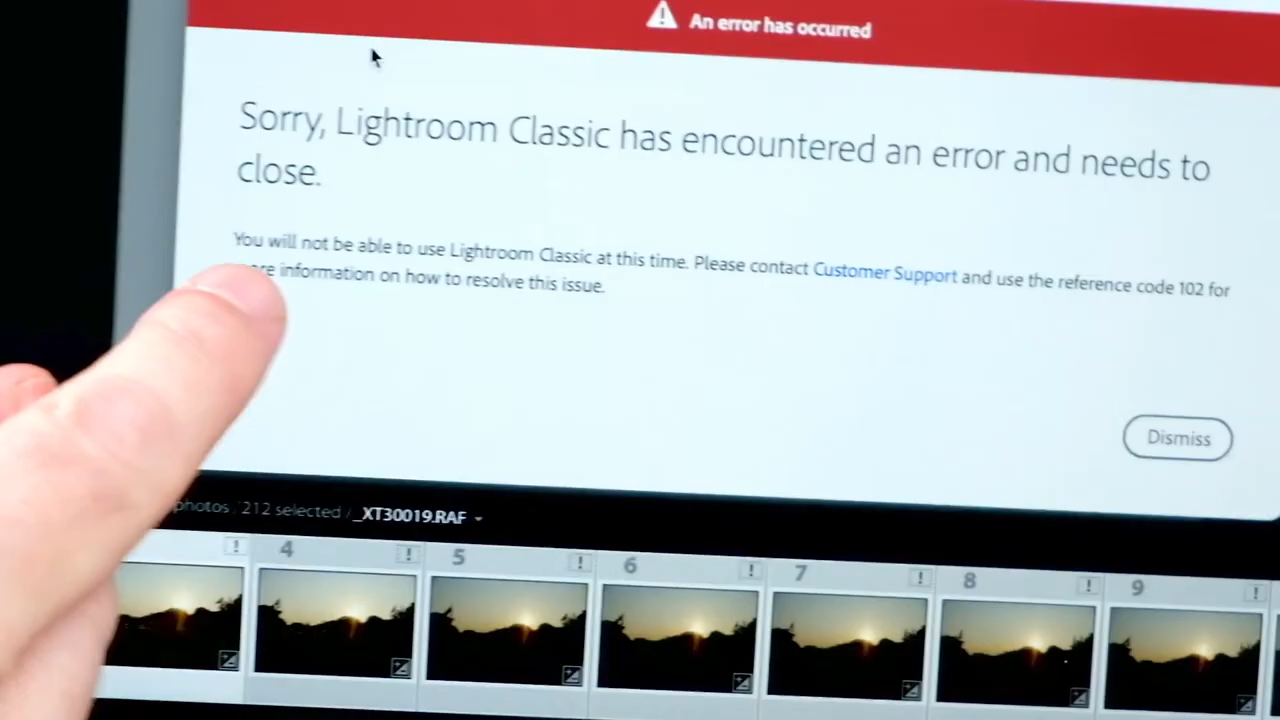 An error has occurred
Sorry, Lightroom Classic has encountered an error and needs to
close.
You will not be able to use Lightroom Classic at this time. Please contact Customer Support and use the reference code 102 for
information on how to resolve this issue.
Dismiss
photos / 212 selected / _XT30019.RAF
4 5 6 7 8 9